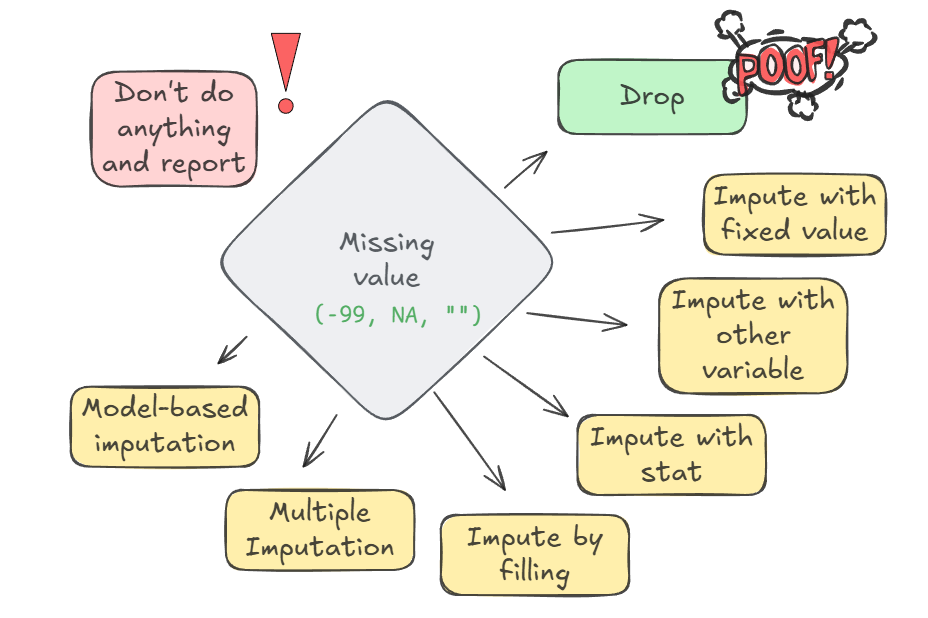 Don't do
anything
and report
!
Drop
POOF!
Missing
value
(-99, NA, "")
Impute with
fixed value
Impute with
other
variable
Impute with
stat
Impute by
filling
Multiple
Imputation
Model-based
imputation